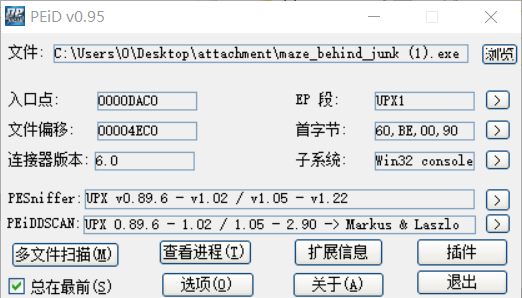 PEiD v0.95
文件: C:\Users\0\Desktop\attachment\maze_behind_junk (1).exe 浏览
入口点: 0000DAC0 EP 段: UPX1 >
文件偏移: 00004EC0 首字节: 60,BE,00,90 >
连接器版本: 6.0 子系统: Win32 console >
PESniffer: UPX v0.89.6 - v1.02 / v1.05 - v1.22 >
PEiDDSCAN: UPX 0.89.6 - 1.02 / 1.05 - 2.90 -> Markus & Laszlo >
多文件扫描(M) 查看进程(T) 扩展信息 插件
总在最前(S) 选项(O) 关于(A) 退出